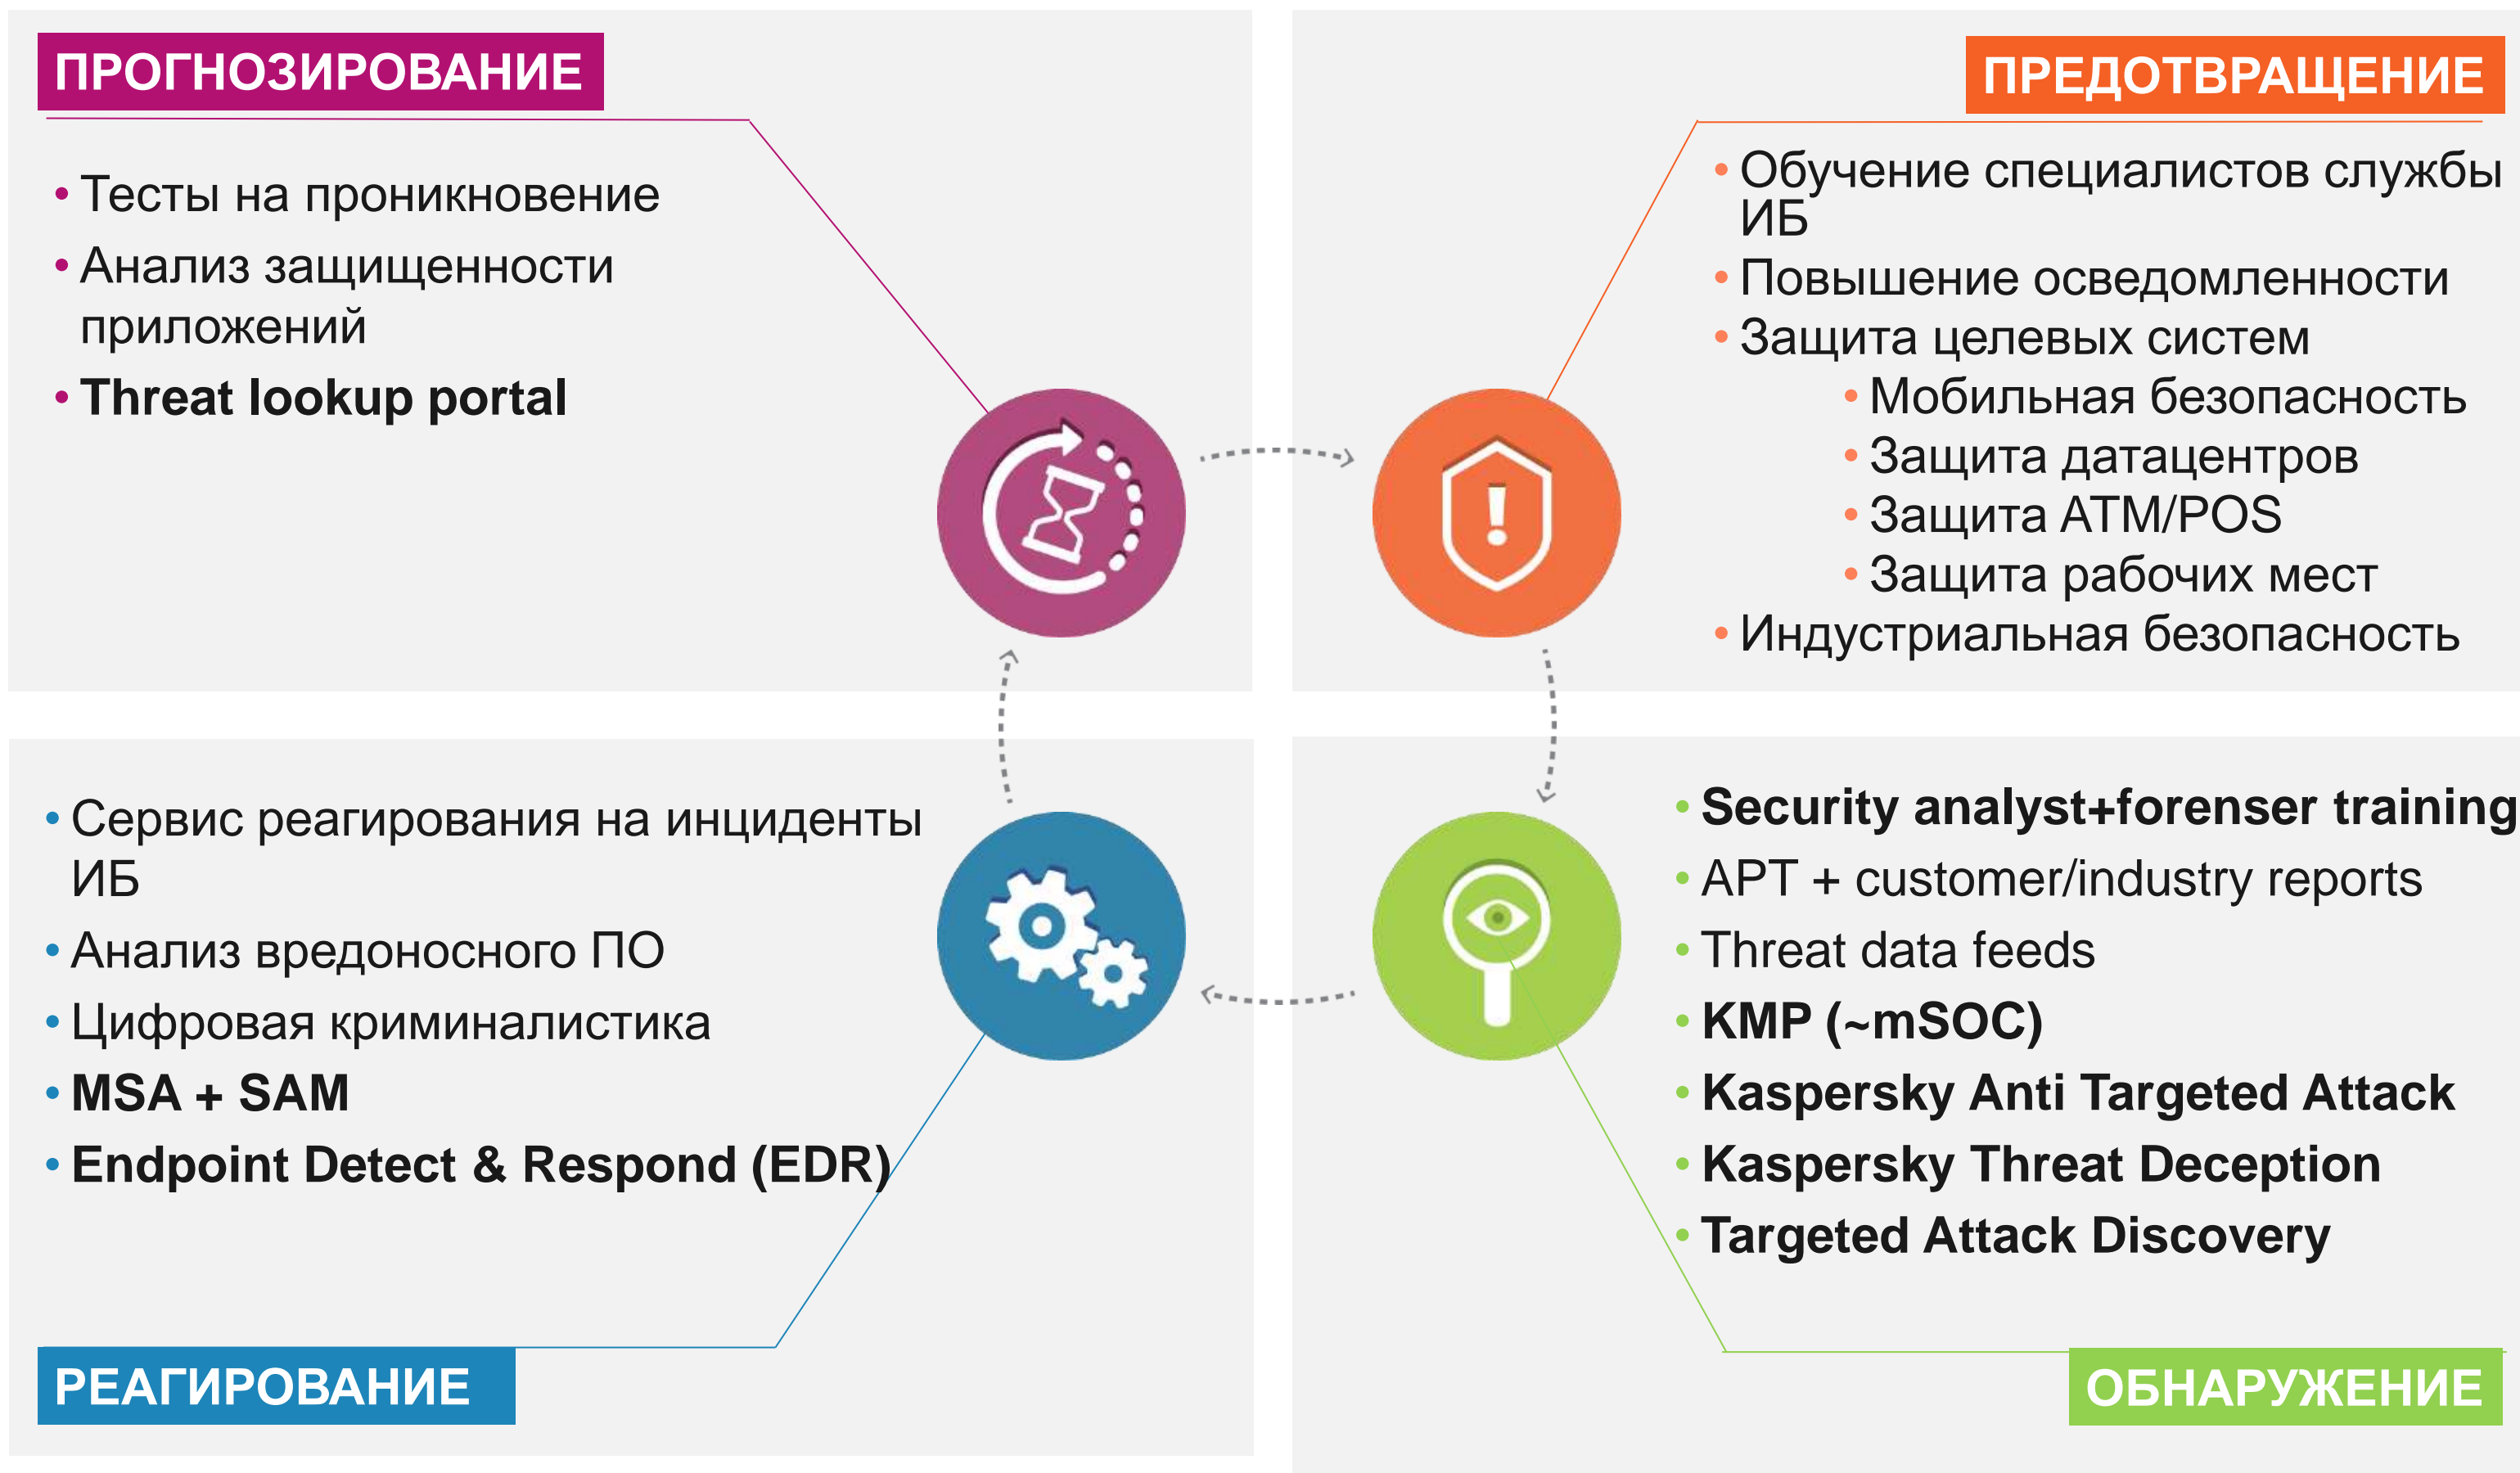 ПРОГНОЗИРОВАНИЕ
• Тесты на проникновение
• Анализ защищенности
приложений
• Threat lookup portal
ПРЕДОТВРАЩЕНИЕ
• Обучение специалистов службы
ИБ
• Повышение осведомленности
• Защита целевых систем
• Мобильная безопасность
• Защита датацентров
• Защита ATM/POS
• Защита рабочих мест
• Индустриальная безопасность
• Сервис реагирования на инциденты
ИБ
• Анализ вредоносного ПО
• Цифровая криминалистика
• MSA + SAM
• Endpoint Detect & Respond (EDR)
РЕАГИРОВАНИЕ
• Security analyst+forenser training
• APT + customer/industry reports
• Threat data feeds
• KMP (~mSOC)
• Kaspersky Anti Targeted Attack
• Kaspersky Threat Deception
• Targeted Attack Discovery
ОБНАРУЖЕНИЕ